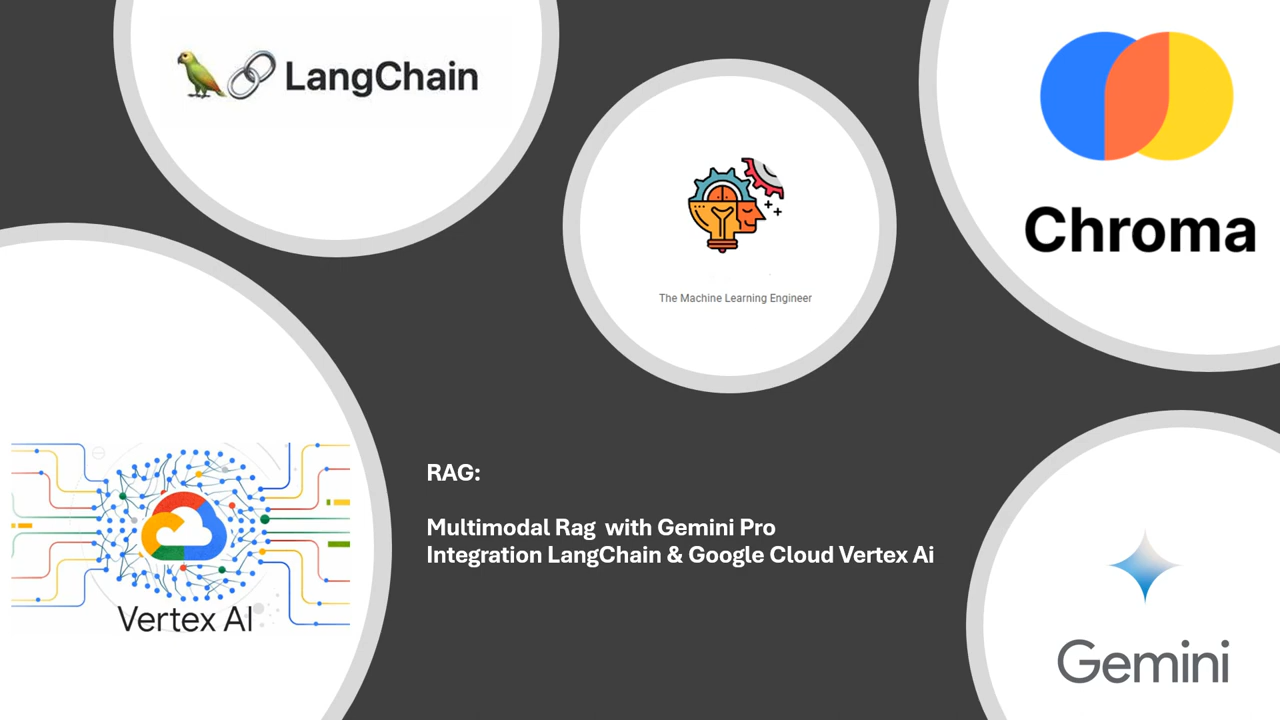 LangChain
Chroma
The Machine Learning Engineer
RAG:
Multimodal Rag with Gemini Pro
Integration LangChain & Google Cloud Vertex Ai
Vertex AI
Gemini